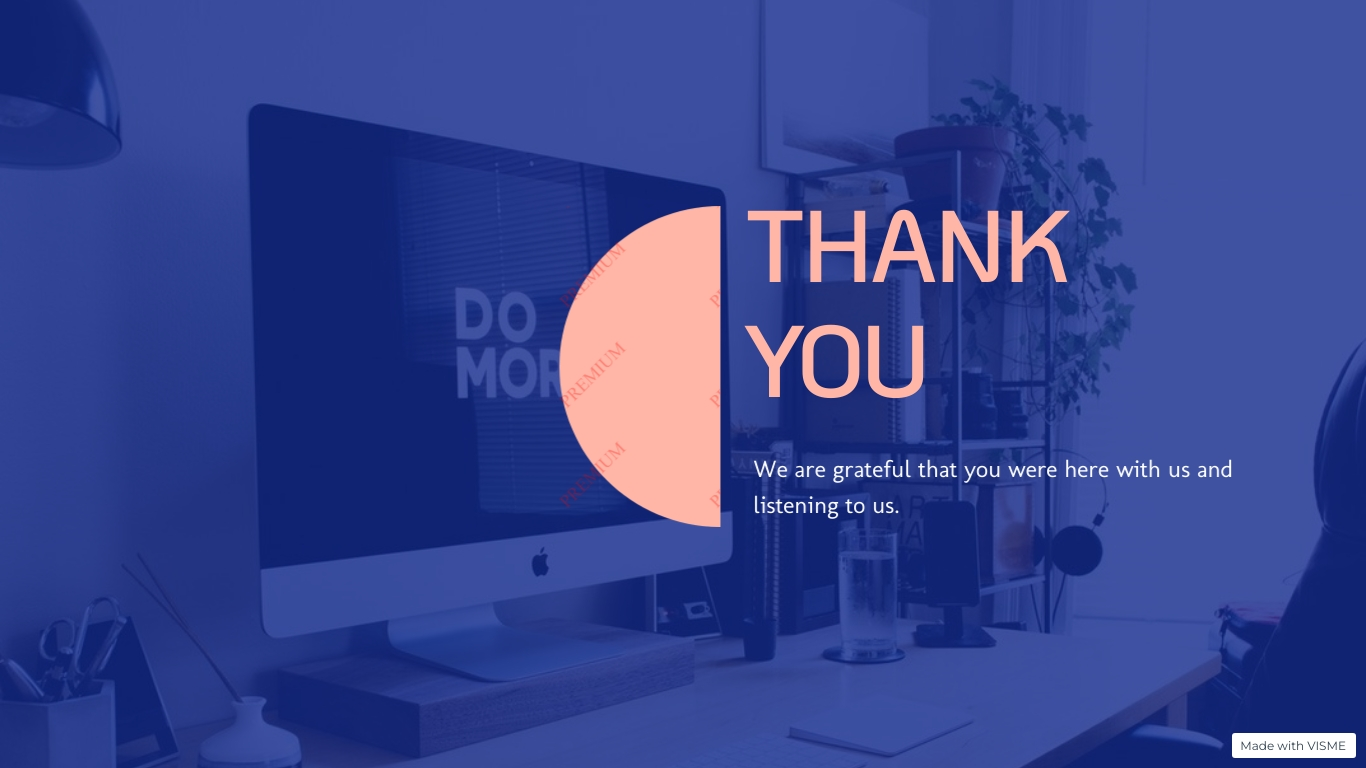 DO
MOR
PREMIUM
PREMIUM
PREMIUM
THANK
YOU
We are grateful that you were here with us and
listening to us.
Made with VISME